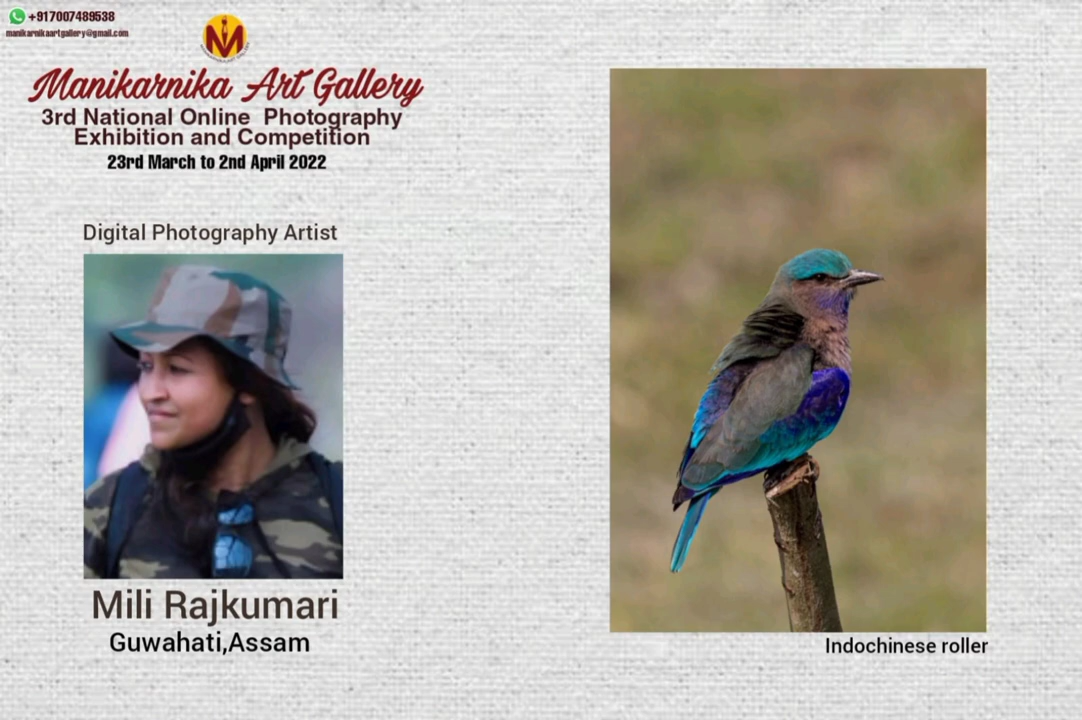 +917007489538
manikarnikaartgallery@gmail.com
M
Manikarnika Art Gallery
3rd National Online Photography
Exhibition and Competition
23rd March to 2nd April 2022
Digital Photography Artist
Mili Rajkumari
Guwahati,Assam
Indochinese roller